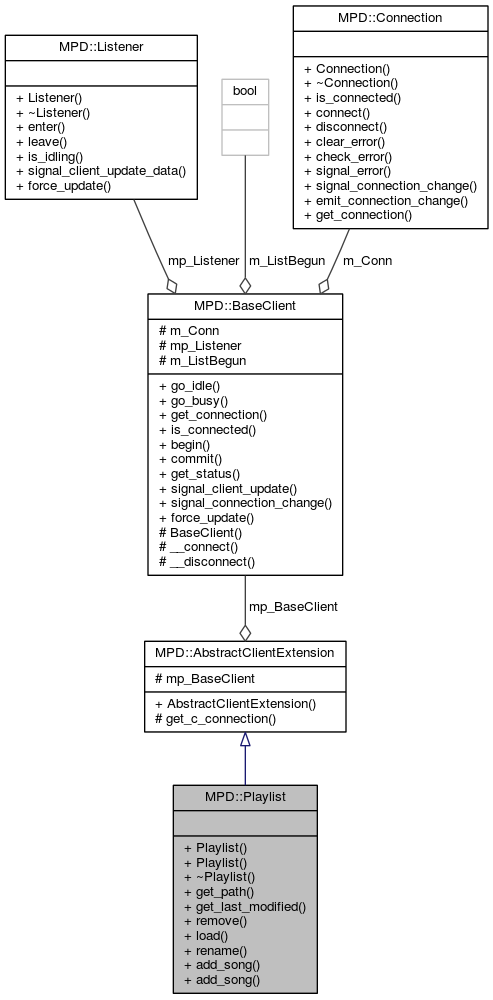 MPD::Listener
+ Listener()
+ ~Listener()
+ enter()
+ leave()
+ is_idling()
+ signal_client_update_data()
+ force_update()
bool
MPD::Connection
+ Connection()
+ ~Connection()
+ is_connected()
+ connect()
+ disconnect()
+ clear_error()
+ check_error()
+ signal_error()
+ signal_connection_change()
+ emit_connection_change()
+ get_connection()
mp_Listener
m_ListBegun
m_Conn
MPD::BaseClient
# m_Conn
# mp_Listener
# m_ListBegun
+ go_idle()
+ go_busy()
+ get_connection()
+ is_connected()
+ begin()
+ commit()
+ get_status()
+ signal_client_update()
+ signal_connection_change()
+ force_update()
# BaseClient()
# __connect()
# __disconnect()
mp_BaseClient
MPD::AbstractClientExtension
# mp_BaseClient
+ AbstractClientExtension()
# get_c_connection()
MPD::Playlist
+ Playlist()
+ Playlist()
+ ~Playlist()
+ get_path()
+ get_last_modified()
+ remove()
+ load()
+ rename()
+ add_song()
+ add_song()